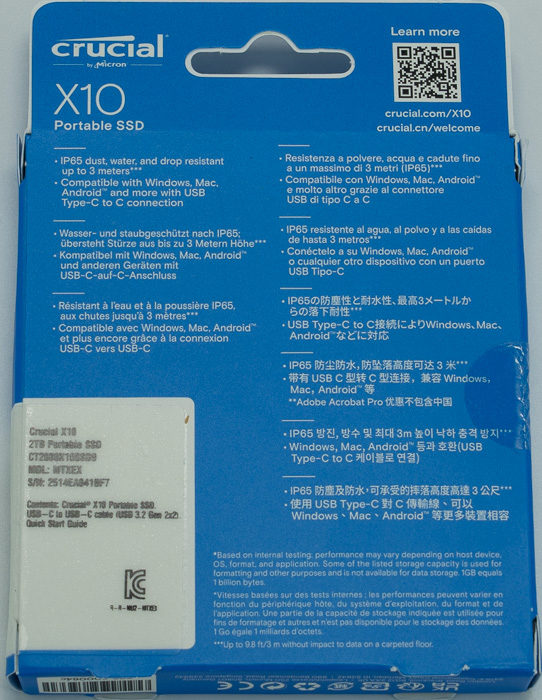 crucial
by Micron
X10
Portable SSD
Learn more
crucial.com/X10
crucial.cn/welcome
• IP65 dust, water, and drop resistant
up to 3 meters***
• Compatible with Windows, Mac,
Android™ and more with USB
Type-C to C connection
• Wasser- und staubgeschützt nach IP65;
übersteht Stürze aus bis zu 3 Metern Höhe***
• Kompatibel mit Windows, Mac, Android™
und anderen Geräten mit
USB-C-auf-C-Anschluss
• Résistant à l'eau et à la poussière IP65,
aux chutes jusqu'à 3 mètres***
• Compatible avec Windows, Mac, Android™
et plus encore grâce à la connexion
USB-C vers USB-C
• Resistenza a polvere, acqua e cadute fino
a un massimo di 3 metri (IP65)***
• Compatibile con Windows, Mac, Android™
e molto altro grazie al connettore
USB di tipo C a C
• IP65 resistente al agua, al polvo y a las caídas
de hasta 3 metros***
• Conéctelo a su Windows, Mac, Android™
o cualquier otro dispositivo con un puerto
USB Tipo-C
• IP65の防塵性と耐水性、最高3メートルか
らの落下耐性***
• USB Type-C to C接続によりWindows、Mac、
Android™などに対応
• IP65 防尘防水，防坠落高度可达 3 米***
• 带有 USB C 型转 C 型连接，兼容 Windows，
Mac，Android™ 等
**Adobe Acrobat Pro 优惠不包含中国
• IP65 방진, 방수 및 최대 3m 높이 낙하 충격 방지***
• Windows, Mac, Android™ 등과 호환(USB
Type-C to C 케이블로 연결)
• IP65 防塵及防水，可承受的摔落高度高達 3 公尺***
• 使用 USB Type-C 對 C 傳輸線、可以
Windows、Mac、Android™ 等更多裝置相容
Crucial X10
2TB Portable SSD
MDL: MTXEX
Contents: Crucial® X10 Portable SSD
USB-C to USB-C cable (USB 3.2 Gen 2x2)
Quick Start Guide
*Based on internal testing; performance may vary depending on host device,
OS, format, and application. Some of the listed storage capacity is used for
formatting and other purposes and is not available for data storage. 1GB equals
1 billion bytes.
*Vitesses basées sur des tests internes : les performances peuvent varier en
fonction du périphérique hôte, du système d'exploitation, du format et de
l'application. Une partie de la capacité de stockage indiquée est utilisée pour
fins de formatage et autres et n'est pas disponible pour le stockage des données.
1 Go égale 1 milliards d'octets.
***Up to 9.8 ft/3 m without impact to data on a carpeted floor.